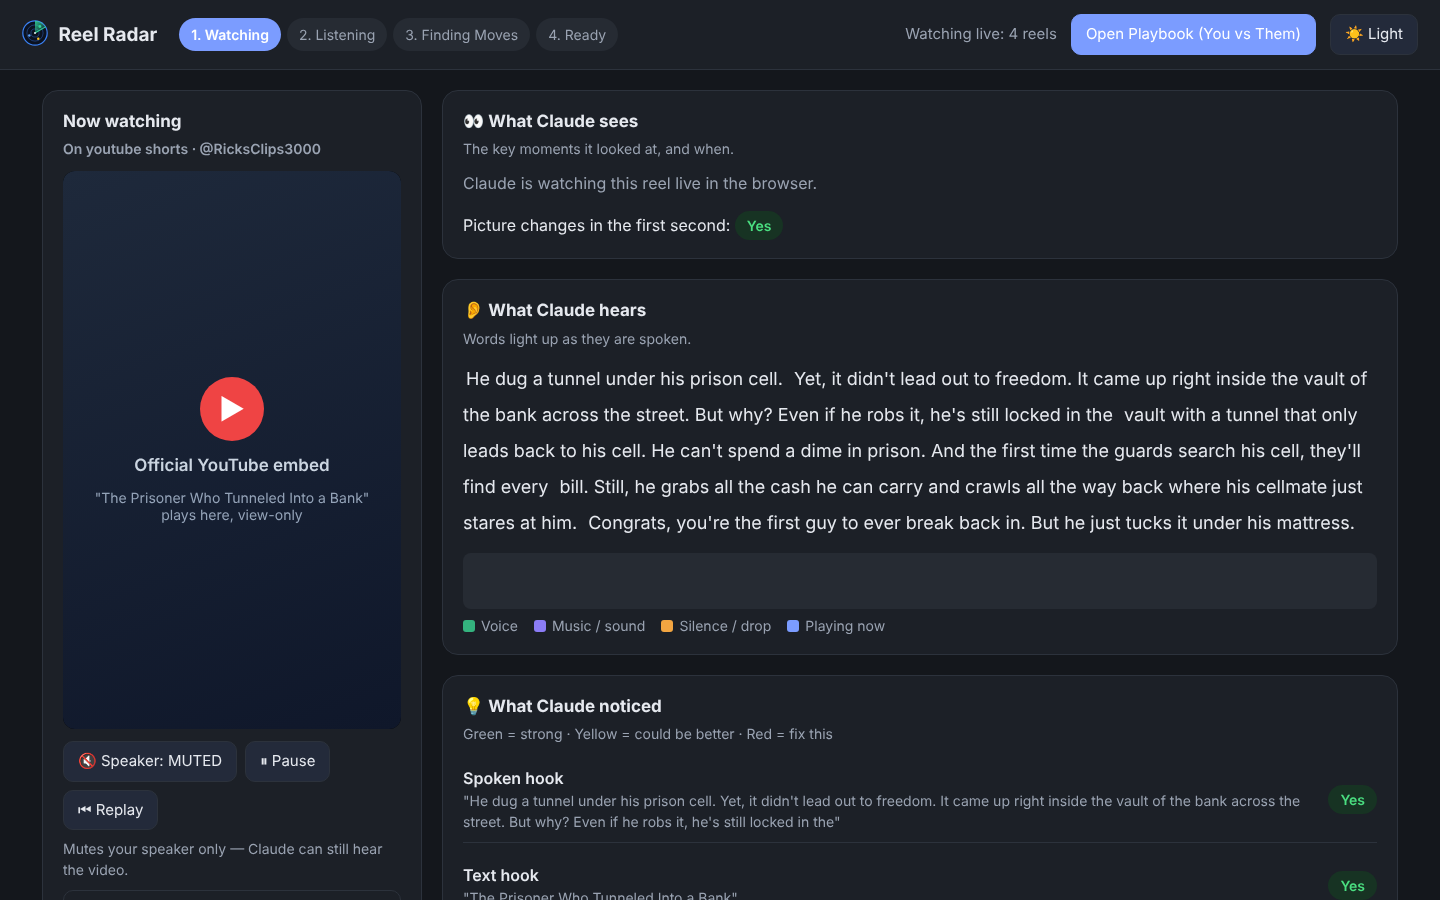 Reel Radar
1. Watching
2. Listening
3. Finding Moves
4. Ready
Watching live: 4 reels
Open Playbook (You vs Them)
☀️ Light
Now watching
On youtube shorts · @RicksClips3000
Official YouTube embed
"The Prisoner Who Tunneled Into a Bank"
plays here, view-only
🔇 Speaker: MUTED
⏸ Pause
⏮ Replay
Mutes your speaker only — Claude can still hear
the video.
👀 What Claude sees
The key moments it looked at, and when.
Claude is watching this reel live in the browser.
Picture changes in the first second: Yes
👂 What Claude hears
Words light up as they are spoken.
He dug a tunnel under his prison cell. Yet, it didn't lead out to freedom. It came up right inside the vault of
the bank across the street. But why? Even if he robs it, he's still locked in the vault with a tunnel that only
leads back to his cell. He can't spend a dime in prison. And the first time the guards search his cell, they'll
find every bill. Still, he grabs all the cash he can carry and crawls all the way back where his cellmate just
stares at him. Congrats, you're the first guy to ever break back in. But he just tucks it under his mattress.
Voice
Music / sound
Silence / drop
Playing now
💡 What Claude noticed
Green = strong · Yellow = could be better · Red = fix this
Spoken hook
"He dug a tunnel under his prison cell. Yet, it didn't lead out to freedom. It came up right inside the vault of the bank across the
street. But why? Even if he robs it, he's still locked in the"
Yes
Text hook
"The Prisoner Who Tunneled Into a Bank"
Yes